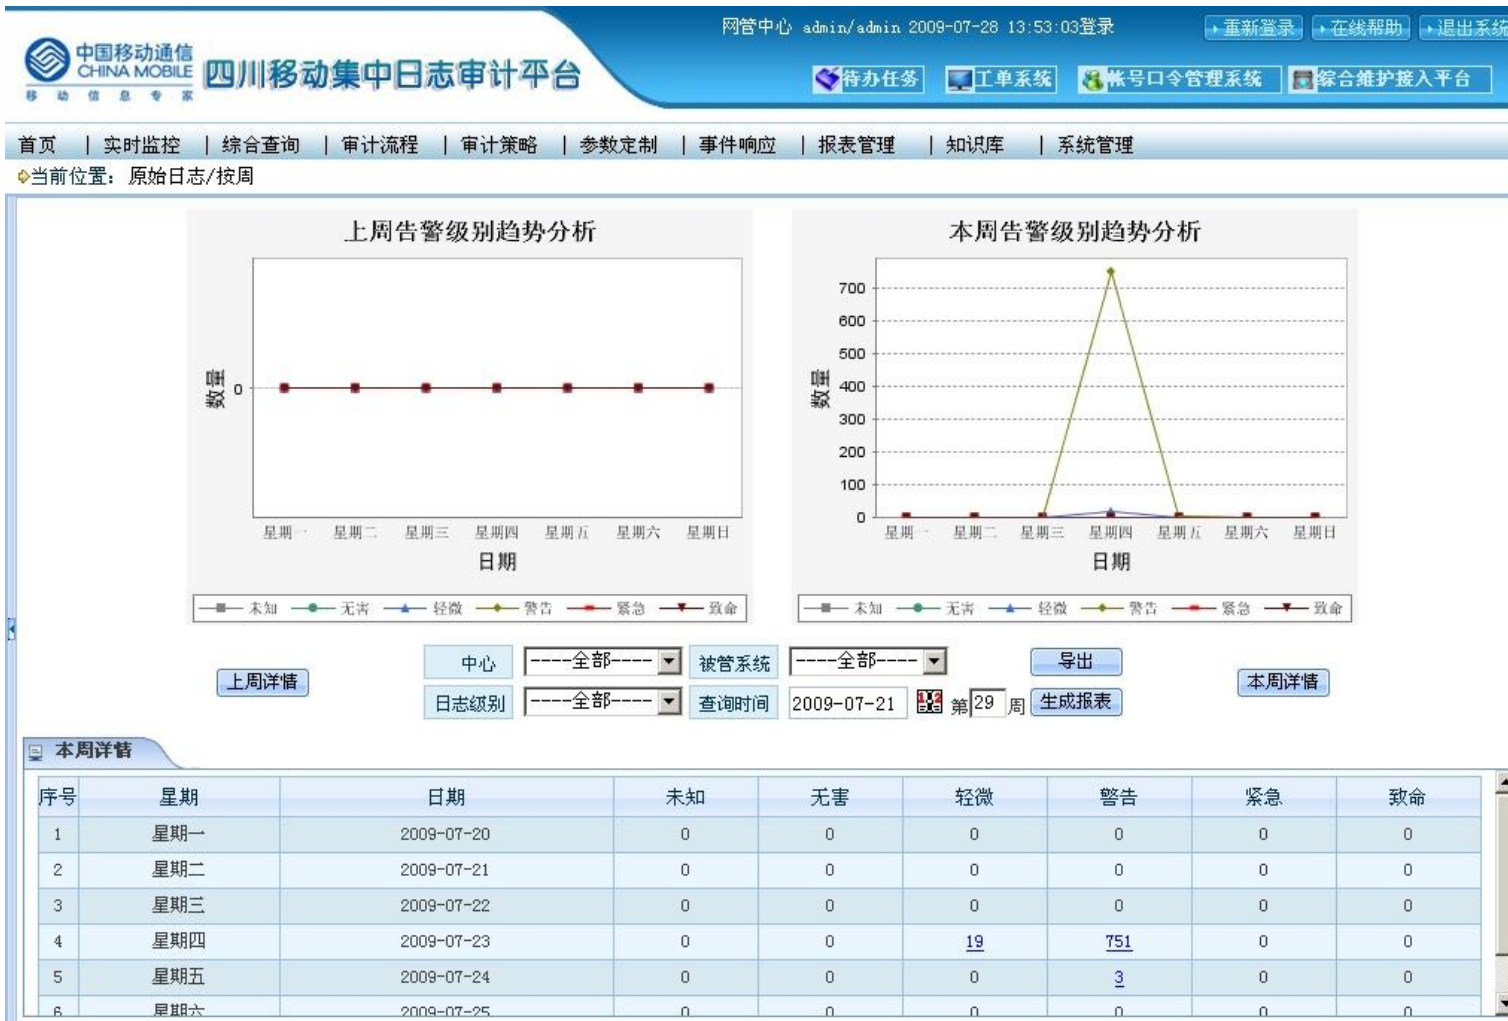 网管中心 admin/admin 2009-07-28 13:53:03登录 重新登录 在线帮助 退出系统
中国移动通信
CHINA MOBILE
移动信息专家
四川移动集中日志审计平台
待办任务 工单系统 帐号口令管理系统 综合维护接入平台
首页 | 实时监控 | 综合查询 | 审计流程 | 审计策略 | 参数定制 | 事件响应 | 报表管理 | 知识库 | 系统管理
当前位置：原始日志/按周
上周告警级别趋势分析
数量
0
星期一 星期二 星期三 星期四 星期五 星期六 星期日
日期
未知 无害 轻微 警告 紧急 致命
本周告警级别趋势分析
数量
700
600
500
400
300
200
100
0
星期一 星期二 星期三 星期四 星期五 星期六 星期日
日期
未知 无害 轻微 警告 紧急 致命
上周详情
中心 ----全部---- 被管系统 ----全部---- 导出
日志级别 ----全部---- 查询时间 2009-07-21 第29周 生成报表
本周详情
本周详情
序号 星期 日期 未知 无害 轻微 警告 紧急 致命
1 星期一 2009-07-20 0 0 0 0 0 0
2 星期二 2009-07-21 0 0 0 0 0 0
3 星期三 2009-07-22 0 0 0 0 0 0
4 星期四 2009-07-23 0 0 19 751 0 0
5 星期五 2009-07-24 0 0 0 3 0 0
6 星期六 2009-07-25 0 0 0 0 0 0